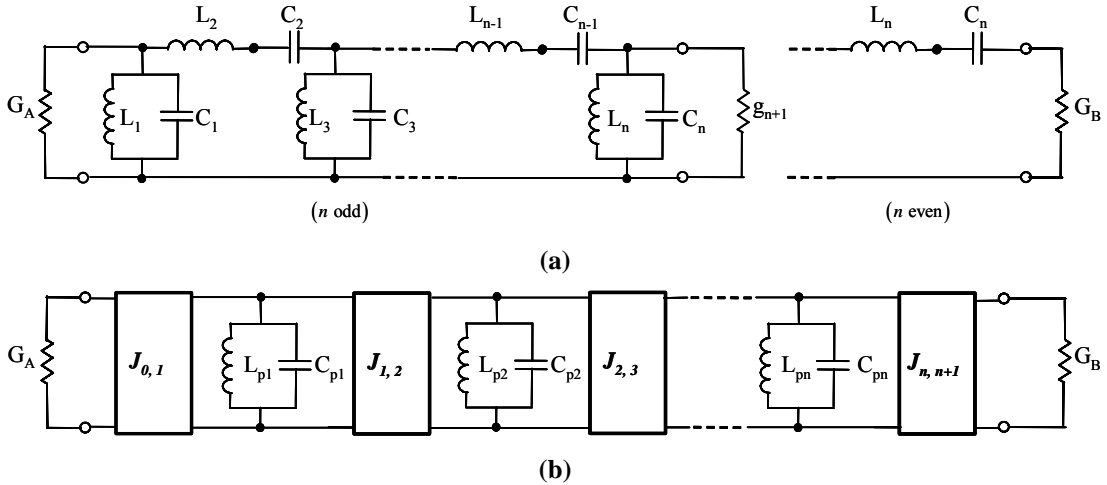 L2 C2 Ln-1 Cn-1 Ln Cn
GA L1 C1 L3 C3 Ln Cn gn+1 GB
(n odd) (n even)
(a)
GA J0, 1 Lp1 Cp1 J1, 2 Lp2 Cp2 J2, 3 Lpn Cpn Jn, n+1 GB
(b)